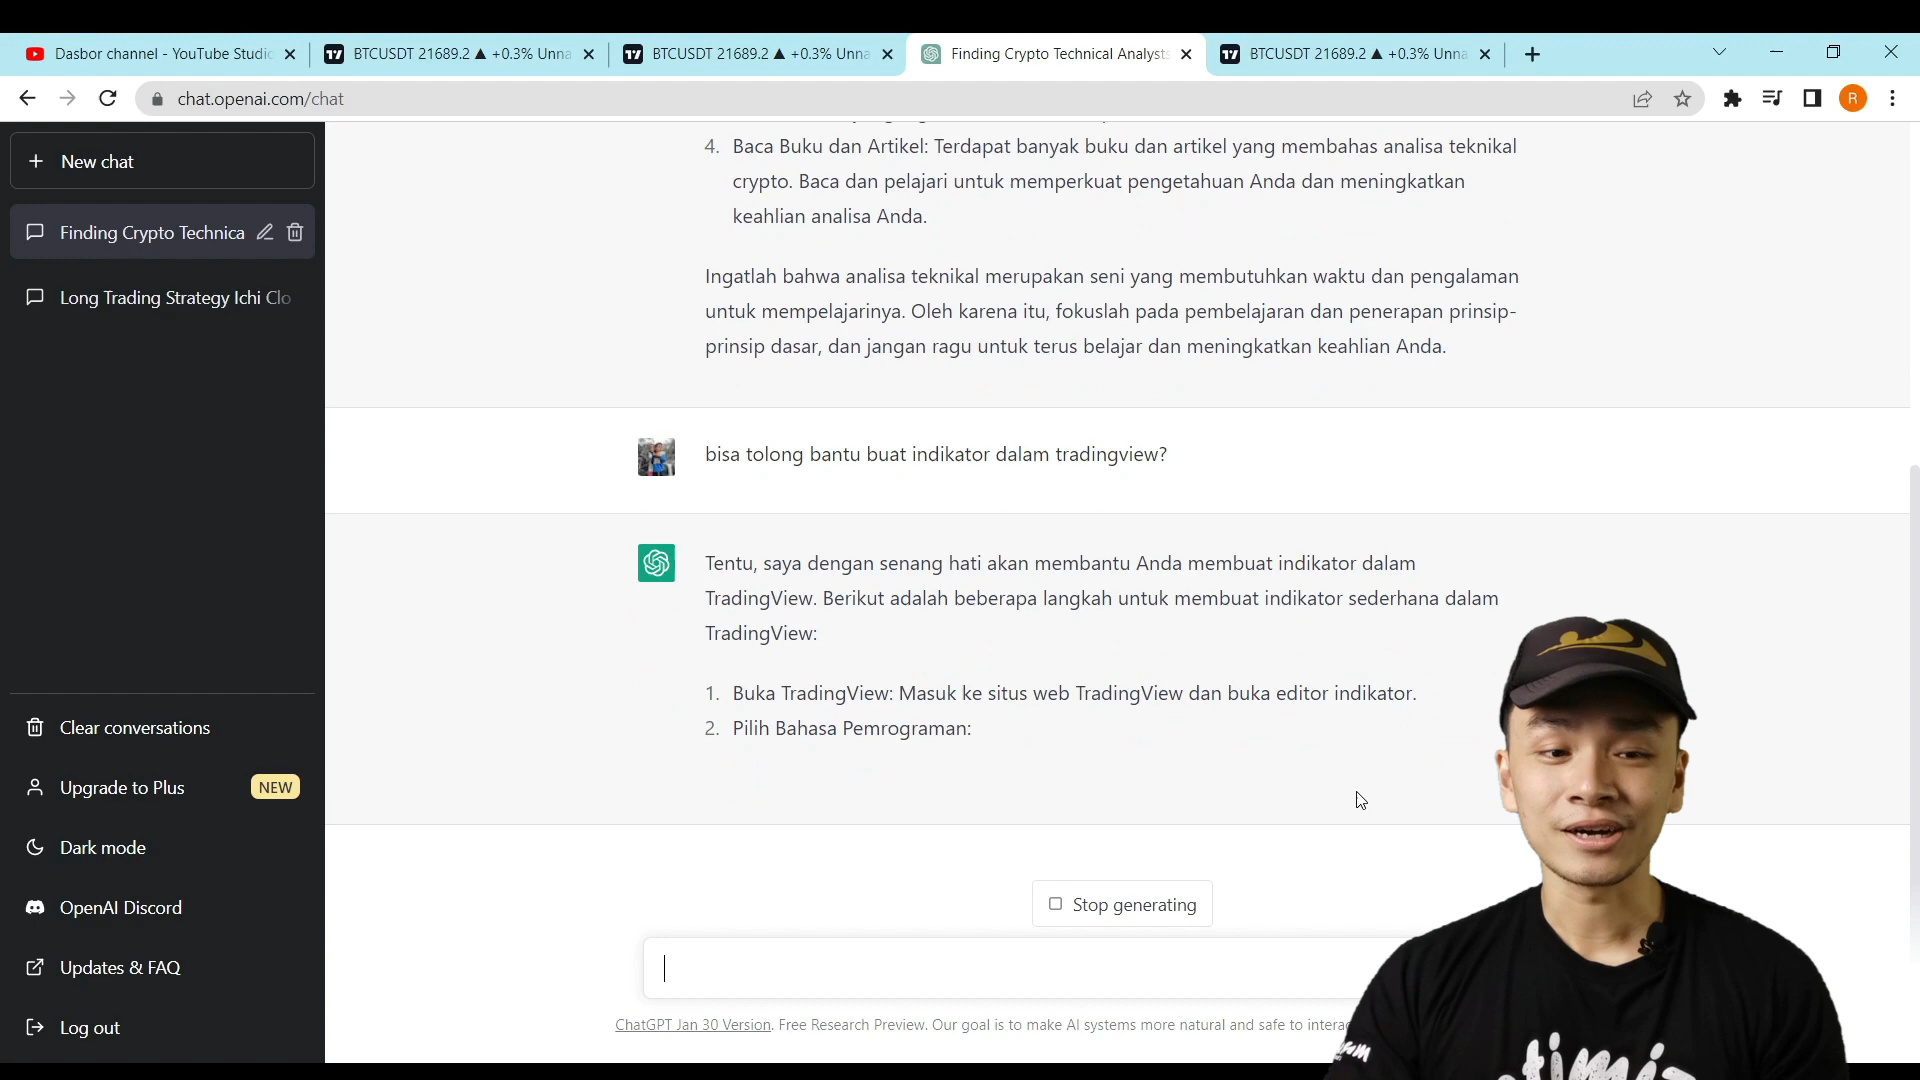 Dasbor channel - YouTube Studio
BTCUSDT 21689.2 ▲ +0.3% Unna
BTCUSDT 21689.2 ▲ +0.3% Unna
Finding Crypto Technical Analysts
BTCUSDT 21689.2 ▲ +0.3% Unna
chat.openai.com/chat
R
New chat
Finding Crypto Technica
Long Trading Strategy Ichi Clo
Clear conversations
Upgrade to Plus NEW
Dark mode
OpenAI Discord
Updates & FAQ
Log out
4. Baca Buku dan Artikel: Terdapat banyak buku dan artikel yang membahas analisa teknikal
crypto. Baca dan pelajari untuk memperkuat pengetahuan Anda dan meningkatkan
keahlian analisa Anda.
Ingatlah bahwa analisa teknikal merupakan seni yang membutuhkan waktu dan pengalaman
untuk mempelajarinya. Oleh karena itu, fokuslah pada pembelajaran dan penerapan prinsip-
prinsip dasar, dan jangan ragu untuk terus belajar dan meningkatkan keahlian Anda.
bisa tolong bantu buat indikator dalam tradingview?
Tentu, saya dengan senang hati akan membantu Anda membuat indikator dalam
TradingView. Berikut adalah beberapa langkah untuk membuat indikator sederhana dalam
TradingView:
1. Buka TradingView: Masuk ke situs web TradingView dan buka editor indikator.
2. Pilih Bahasa Pemrograman:
Stop generating
ChatGPT Jan 30 Version. Free Research Preview. Our goal is to make AI systems more natural and safe to interac